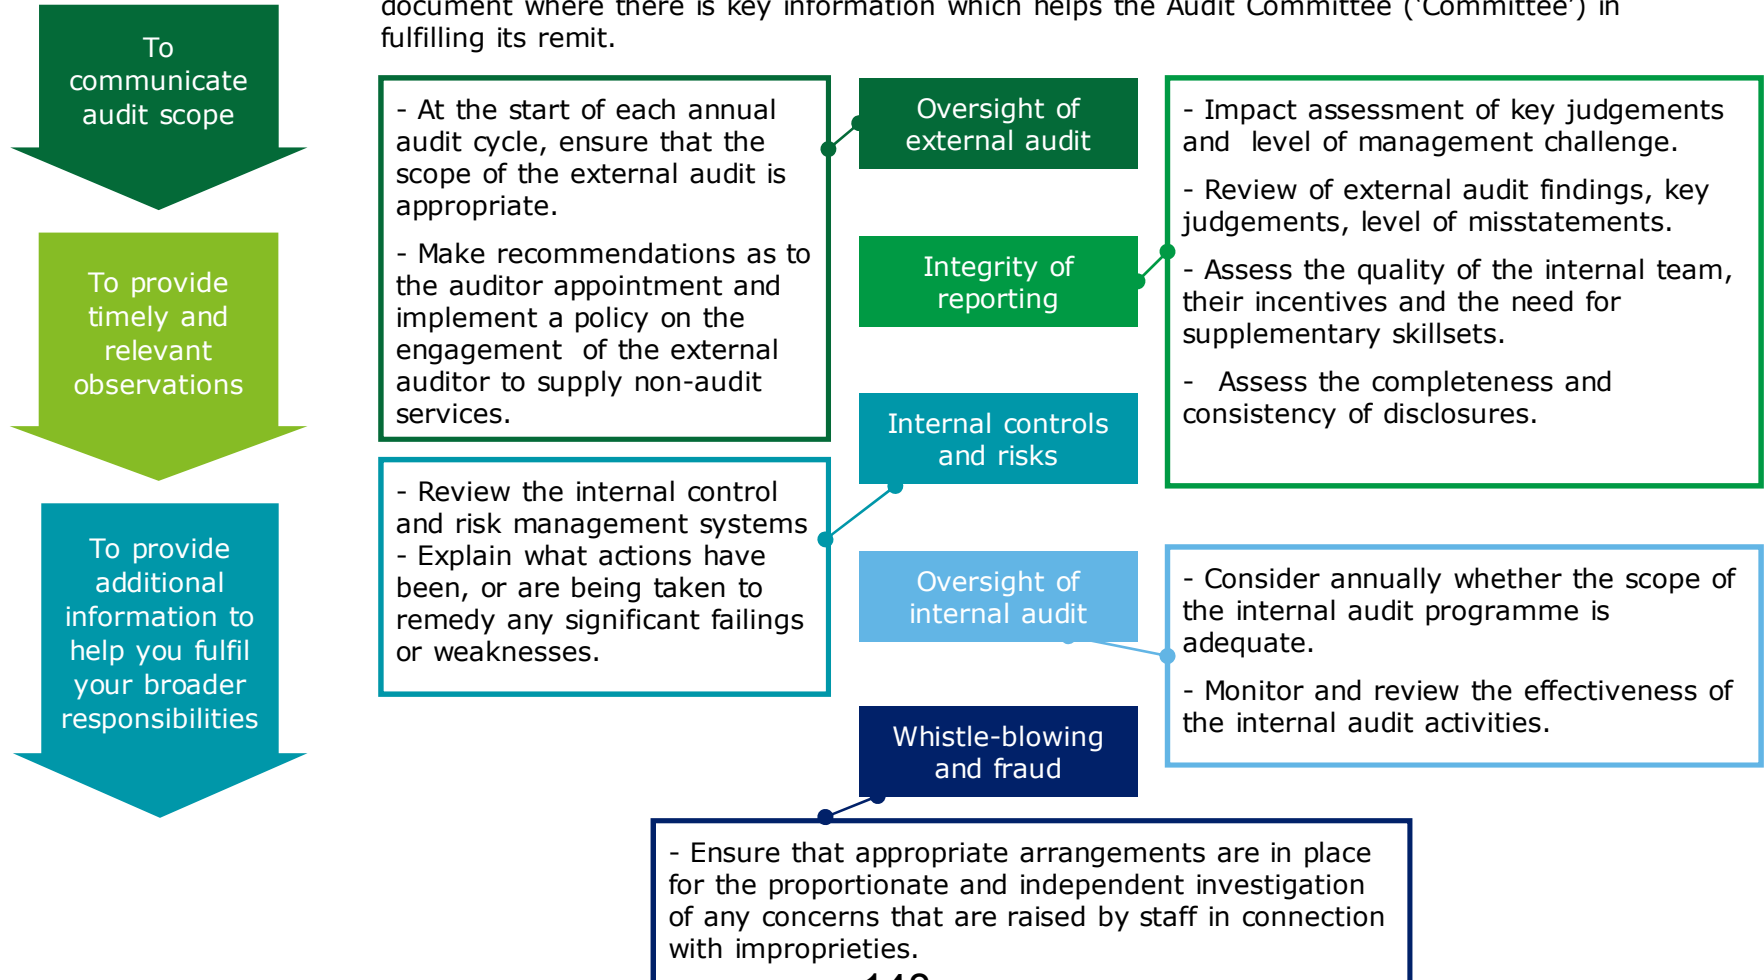 document where there is key information which helps the Audit Committee (‘Committee’) in
fulfilling its remit.
To
communicate
audit scope
To provide
timely and
relevant
observations
To provide
additional
information to
help you fulfil
your broader
responsibilities
- At the start of each annual
audit cycle, ensure that the
scope of the external audit is
appropriate.
- Make recommendations as to
the auditor appointment and
implement a policy on the
engagement  of the external
auditor to supply non-audit
services.
Oversight of
external audit
- Impact assessment of key judgements
and  level of management challenge.
- Review of external audit findings, key
judgements, level of misstatements.
- Assess the quality of the internal team,
their incentives and the need for
supplementary skillsets.
-  Assess the completeness and
consistency of disclosures.
Integrity of
reporting
Internal controls
and risks
- Review the internal control
and risk management systems
- Explain what actions have
been, or are being taken to
remedy any significant failings
or weaknesses.
Oversight of
internal audit
- Consider annually whether the scope of
the internal audit programme is
adequate.
- Monitor and review the effectiveness of
the internal audit activities.
Whistle-blowing
and fraud
- Ensure that appropriate arrangements are in place
for the proportionate and independent investigation
of any concerns that are raised by staff in connection
with improprieties.